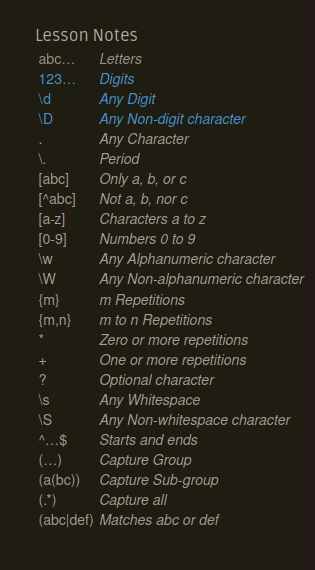 Lesson Notes
abc… Letters
123… Digits
\d Any Digit
\D Any Non-digit character
. Any Character
\. Period
[abc] Only a, b, or c
[^abc] Not a, b, nor c
[a-z] Characters a to z
[0-9] Numbers 0 to 9
\w Any Alphanumeric character
\W Any Non-alphanumeric character
{m} m Repetitions
{m,n} m to n Repetitions
* Zero or more repetitions
+ One or more repetitions
? Optional character
\s Any Whitespace
\S Any Non-whitespace character
^…$ Starts and ends
(…) Capture Group
(a(bc)) Capture Sub-group
(.*) Capture all
(abc|def) Matches abc or def